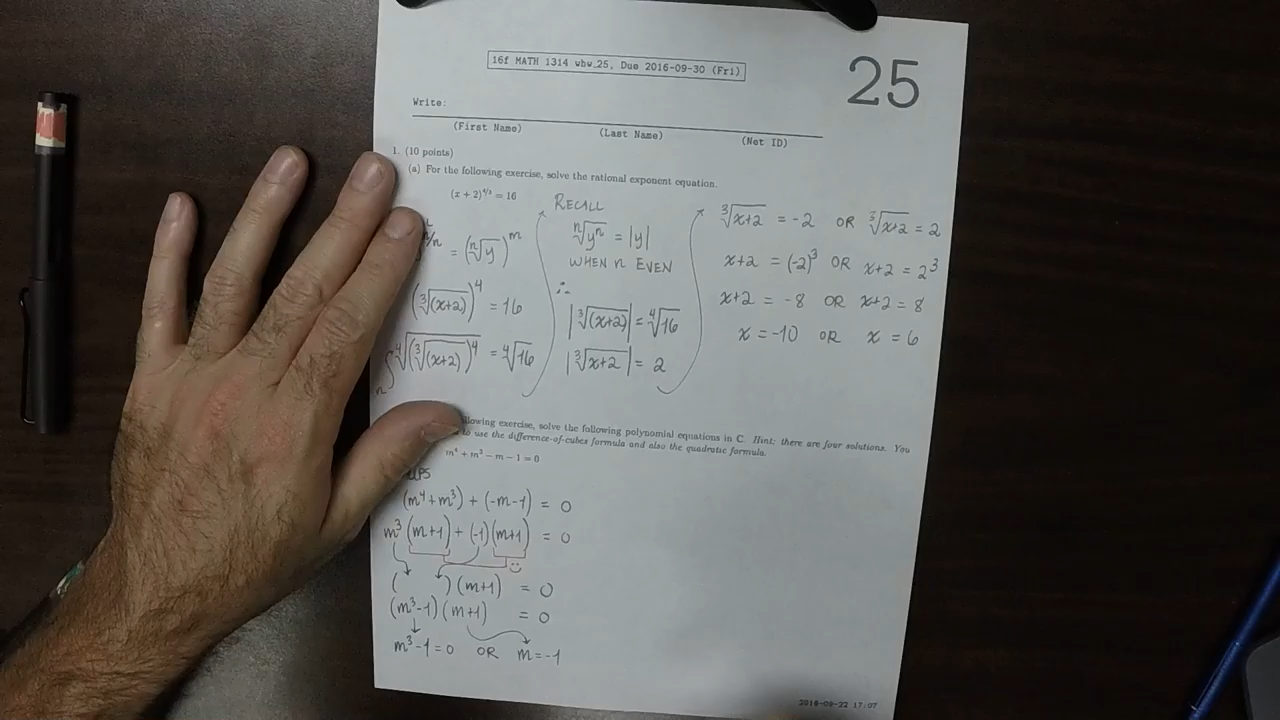 16f MATH 1314 whw_25, Due 2016-09-30 (Fri)
25
Write:
(First Name) (Last Name) (Net ID)
1. (10 points)
(a) For the following exercise, solve the rational exponent equation.
(x + 2)^{4/3} = 16
= (ⁿ√y)^m
(∛(x+2))⁴ = 16
∜(∛(x+2))⁴ = ∜16
n
RECALL
ⁿ√yⁿ = |y|
WHEN n EVEN
∴
|∛(x+2)| = ∜16
|∛x+2| = 2
∛x+2 = -2 OR ∛x+2 = 2
x+2 = (-2)³ OR x+2 = 2³
x+2 = -8 OR x+2 = 8
x = -10 OR x = 6
following exercise, solve the following polynomial equations in C. Hint: there are four solutions. You
to use the difference-of-cubes formula and also the quadratic formula.
m⁴ + m³ − m − 1 = 0
(m⁴+m³) + (-m-1) = 0
m³(m+1) + (-1)(m+1) = 0
( )(m+1) = 0
(m³-1)(m+1) = 0
m³-1=0 OR m=-1
2016-09-22 17:07